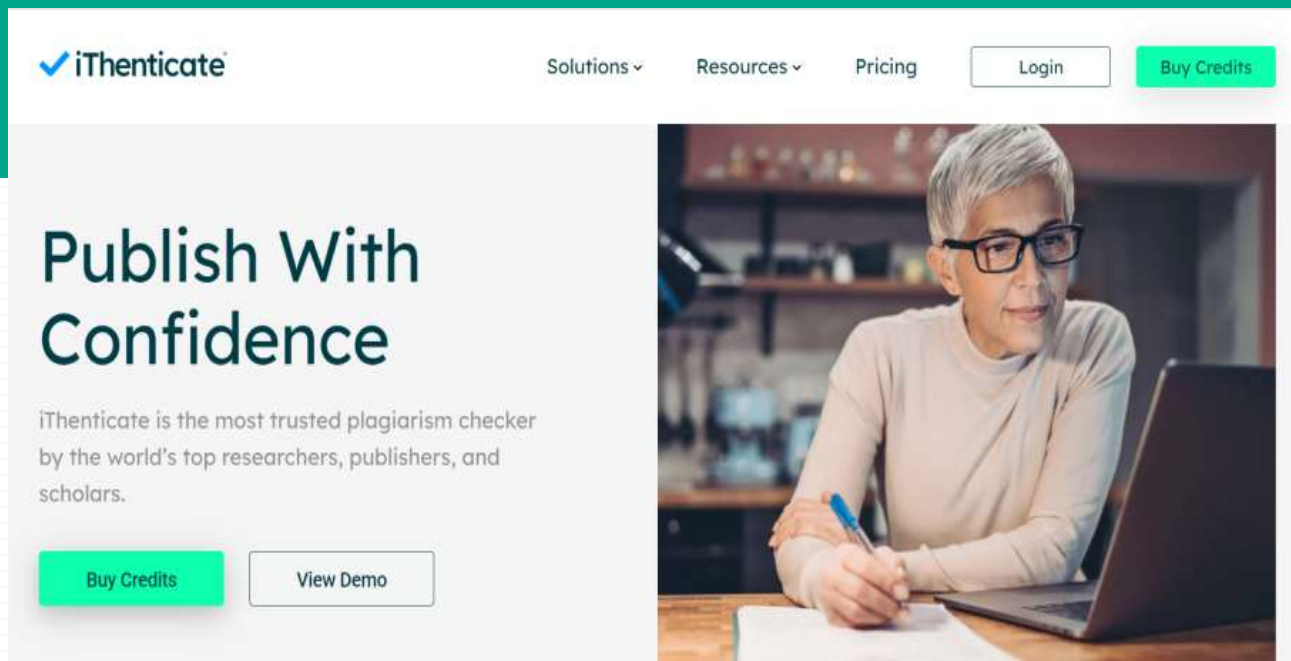 iThenticate
Solutions
Resources
Pricing
Login
Buy Credits
Publish With
Confidence
iThenticate is the most trusted plagiarism checker
by the world's top researchers, publishers, and
scholars.
Buy Credits
View Demo